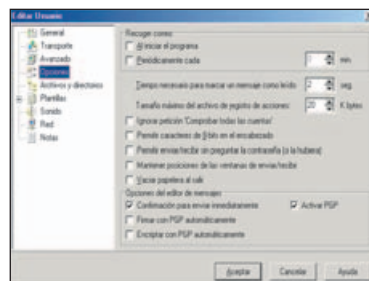 Editar Usuario
General
Transporte
Avanzado
Opciones
Archivos y directorios
Plantillas
Sonido
Red
Notas
Recoger correo:
Al iniciar el programa
Periódicamente cada 1 min.
Tiempo necesario para marcar un mensaje como leído: 2 seg.
Tamaño máximo del archivo de registro de acciones: 20 K bytes
Ignorar petición 'Comprobar todas las cuentas'
Permitir caracteres de 8 bits en el encabezado
Permitir enviar/recibir sin preguntar la contraseña (si la hubiera)
Mantener posiciones de las ventanas de enviar/recibir
Vaciar papelera al salir
Opciones del editor de mensajes
Confirmación para enviar inmediatamente
Activar PGP
Firmar con PGP automáticamente
Encriptar con PGP automáticamente
Aceptar
Cancelar
Ayuda